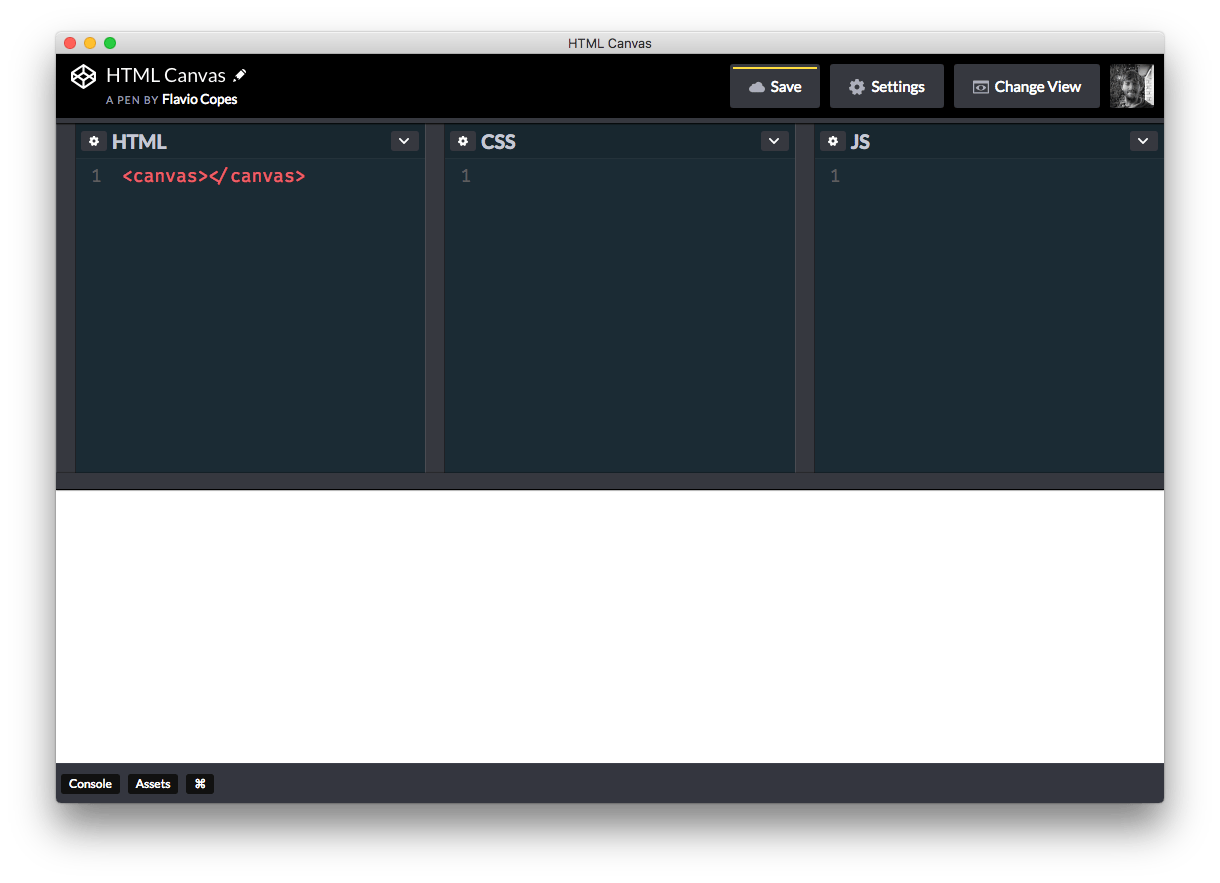 HTML Canvas
HTML Canvas
A PEN BY Flavio Copes
Save
Settings
Change View
HTML
1 <canvas></canvas>
CSS
1
JS
1
Console
Assets
⌘